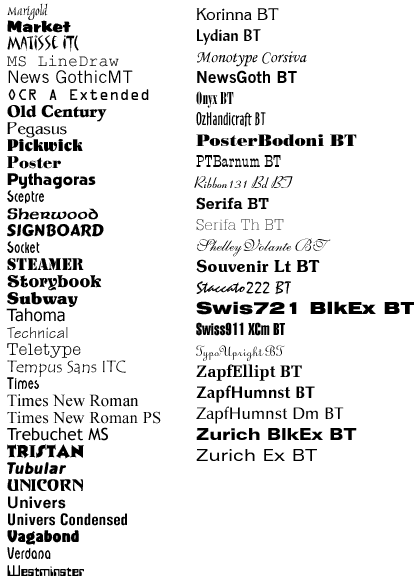 Marigold
Market
MATISSE ITC
MS LineDraw
News GothicMT
OCR A Extended
Old Century
Pegasus
Pickwick
Poster
Pythagoras
Sceptre
Sherwood
SIGNBOARD
Socket
STEAMER
Storybook
Subway
Tahoma
Technical
Teletype
Tempus Sans ITC
Times
Times New Roman
Times New Roman PS
Trebuchet MS
TRISTAN
Tubular
UNICORN
Univers
Univers Condensed
Vagabond
Verdana
Westminster
Korinna BT
Lydian BT
Monotype Corsiva
NewsGoth BT
Onyx BT
OzHandicraft BT
PosterBodoni BT
PTBarnum BT
Ribbon131 Bd BT
Serifa BT
Serifa Th BT
Shelley Volante BT
Souvenir Lt BT
Staccato222 BT
Swis721 BlkEx BT
Swiss911 XCm BT
TypoUpright BT
ZapfEllipt BT
ZapfHumnst BT
ZapfHumnst Dm BT
Zurich BlkEx BT
Zurich Ex BT